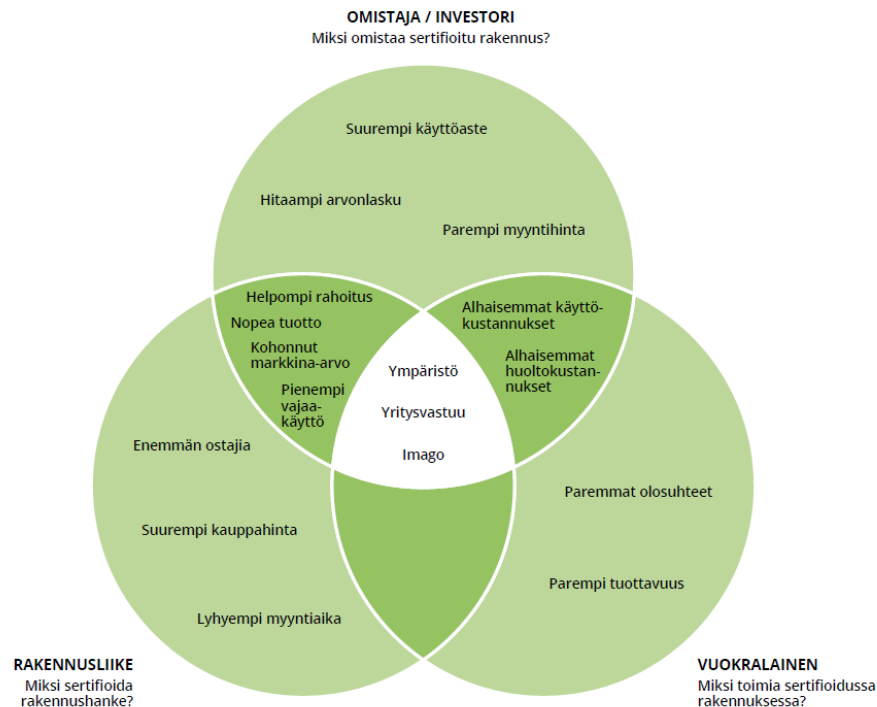 OMISTAJA / INVESTORI
Miksi omistaa sertifioitu rakennus?
Suurempi käyttöaste
Hitaampi arvonlasku
Parempi myyntihinta
Helpompi rahoitus
Nopea tuotto
Kohonnut
markkina-arvo
Pienempi
vajaa-
käyttö
Alhaisemmat käyttö-
kustannukset
Alhaisemmat
huoltokustan-
nukset
Ympäristö
Yritysvastuu
Imago
Enemmän ostajia
Suurempi kauppahinta
Lyhyempi myyntiaika
Paremmat olosuhteet
Parempi tuottavuus
RAKENNUSLIIKE
Miksi sertifioida
rakennushanke?
VUOKRALAINEN
Miksi toimia sertifioidussa
rakennuksessa?